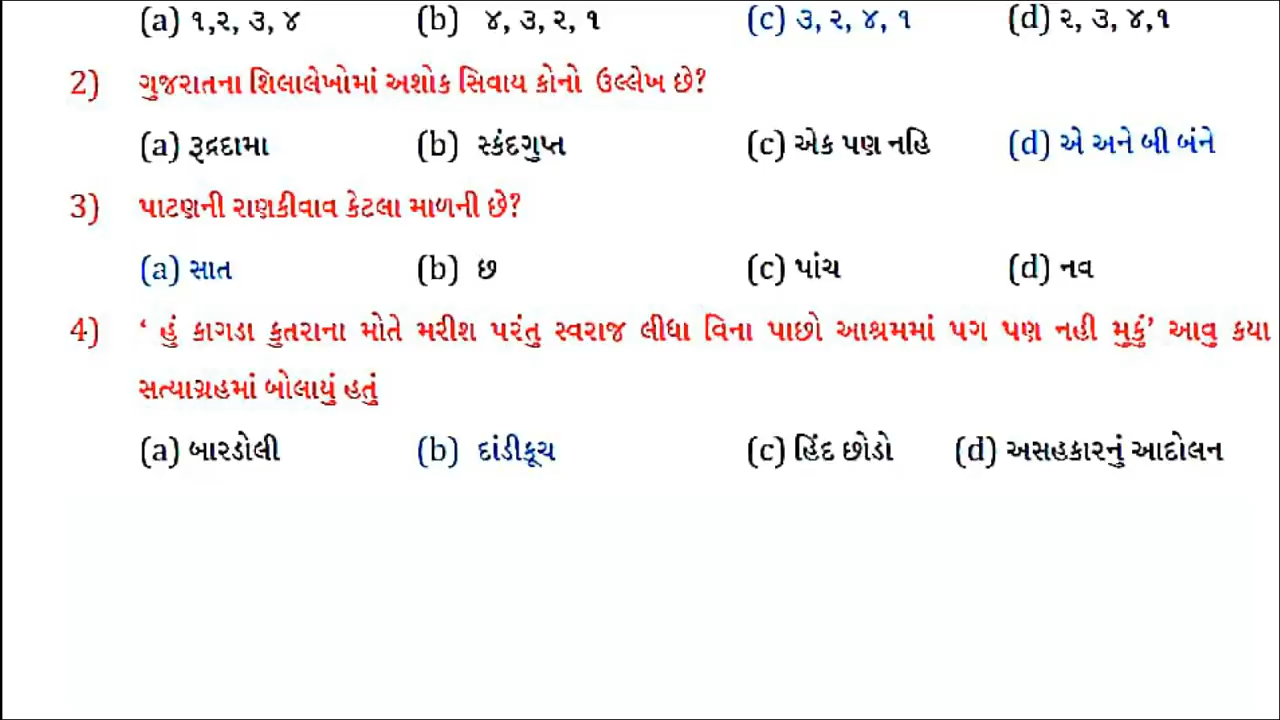 (a) ૧,૨, ૩, ૪ (b) ૪, ૩, ૨, ૧ (c) ૩, ૨, ૪, ૧ (d) ૨, ૩, ૪,૧
2) ગુજરાતના શિલાલેખોમાં અશોક સિવાય કોનો ઉલ્લેખ છે?
(a) રૂદ્રદામા (b) સ્કંદગુપ્ત (c) એક પણ નહિ (d) એ અને બી બંને
3) પાટણની રાણકીવાવ કેટલા માળની છે?
(a) સાત (b) છ (c) પાંચ (d) નવ
4) ‘ હું કાગડા કુતરાના મોતે મરીશ પરંતુ સ્વરાજ લીધા વિના પાછો આશ્રમમાં પગ પણ નહી મુકું’ આવુ કયા
સત્યાગ્રહમાં બોલાયું હતું
(a) બારડોલી (b) દાંડીકૂચ (c) હિંદ છોડો (d) અસહકારનું આદોલન